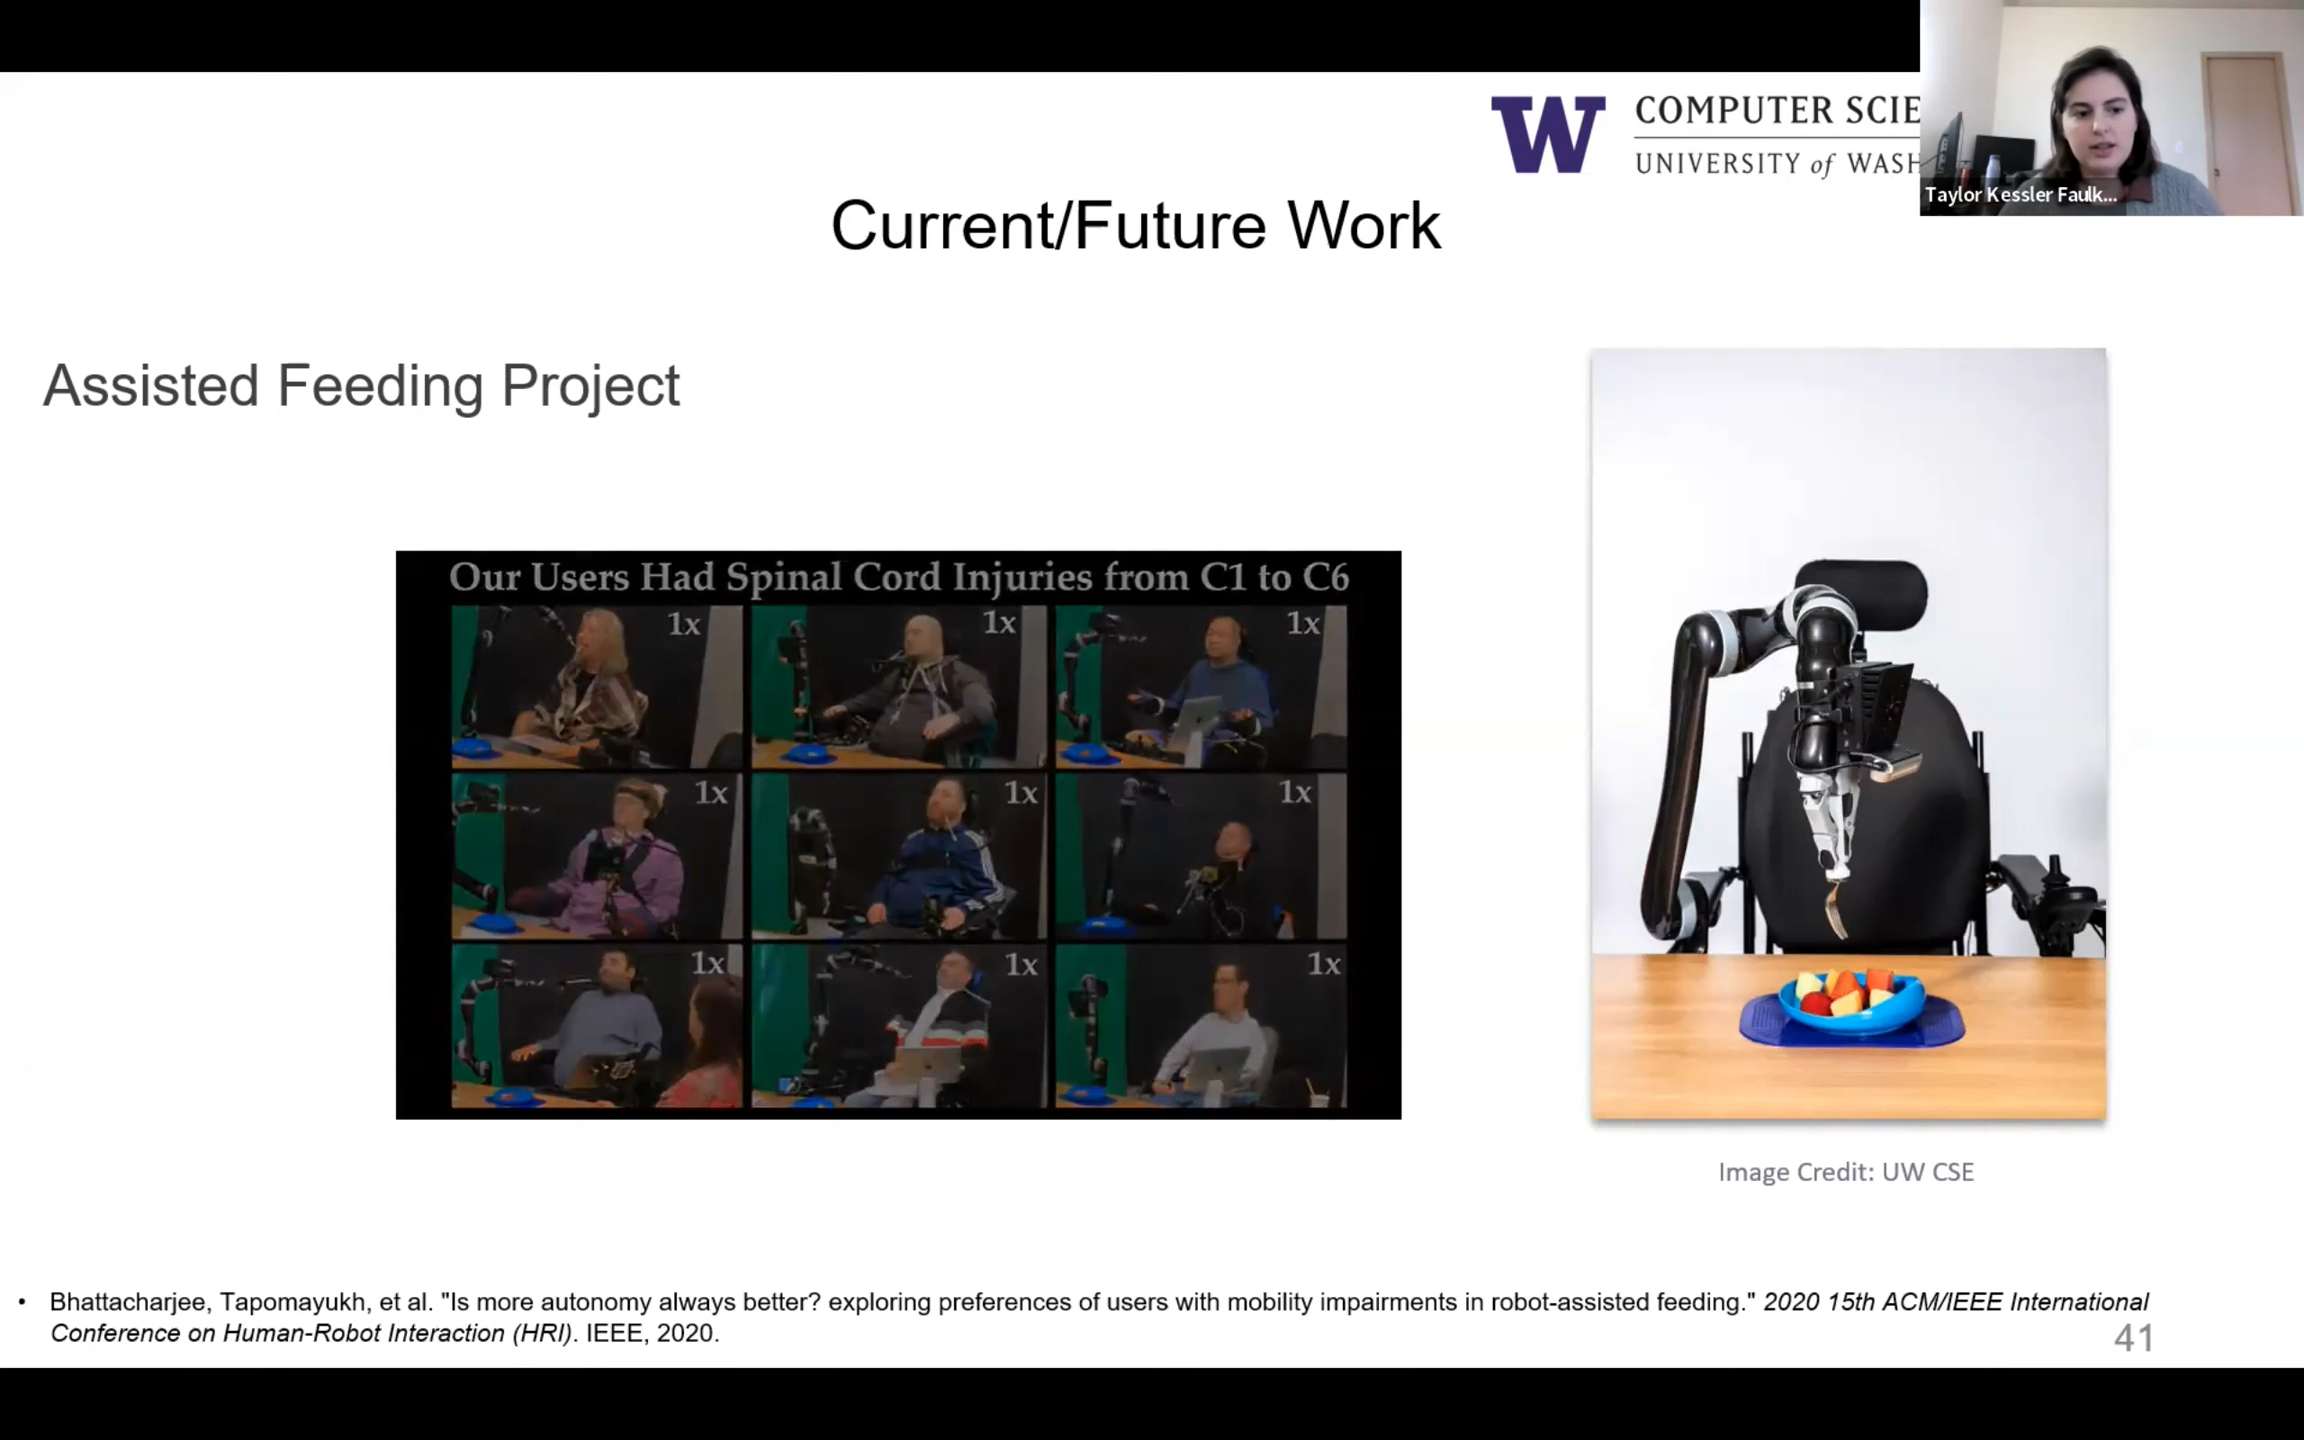 W COMPUTER SCIE
UNIVERSITY of WASH
Taylor Kessler Faulk...
Current/Future Work
Assisted Feeding Project
Our Users Had Spinal Cord Injuries from C1 to C6
1x 1x 1x
1x 1x 1x
1x 1x 1x
Image Credit: UW CSE
• Bhattacharjee, Tapomayukh, et al. "Is more autonomy always better? exploring preferences of users with mobility impairments in robot-assisted feeding." 2020 15th ACM/IEEE International
Conference on Human-Robot Interaction (HRI). IEEE, 2020.
41